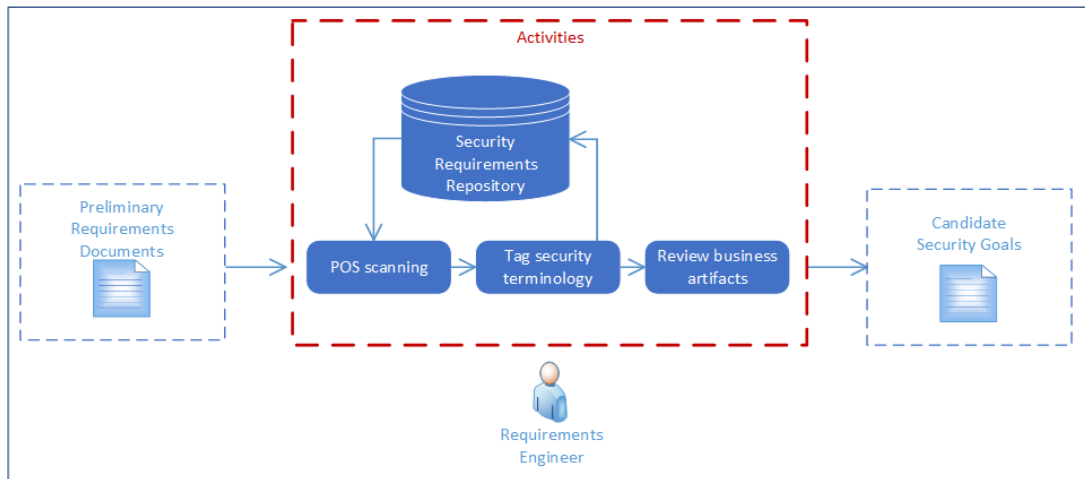 Activities
Security
Requirements
Repository
Preliminary
Requirements
Documents
POS scanning
Tag security
terminology
Review business
artifacts
Candidate
Security Goals
Requirements
Engineer